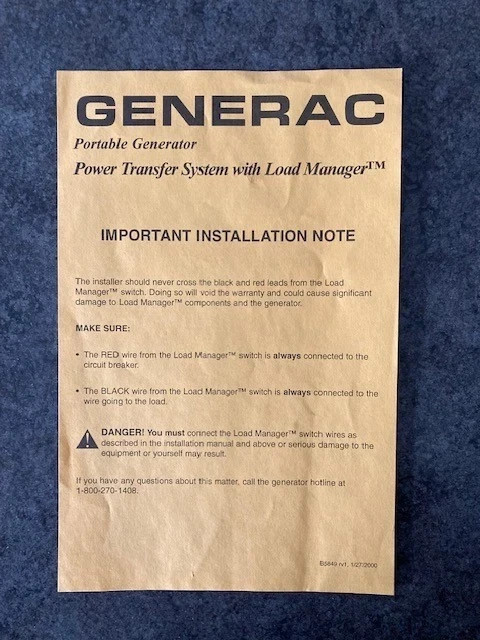 GENERAC
Portable Generator
Power Transfer System with Load Manager™
IMPORTANT INSTALLATION NOTE
The installer should never cross the black and red leads from the Load
Manager™ switch. Doing so will void the warranty and could cause significant
damage to Load Manager™ components and the generator.
MAKE SURE:
• The RED wire from the Load Manager™ switch is always connected to the
circuit breaker.
• The BLACK wire from the Load Manager™ switch is always connected to the
wire going to the load.
DANGER! You must connect the Load Manager™ switch wires as
described in the installation manual and above or serious damage to the
equipment or yourself may result.
If you have any questions about this matter, call the generator hotline at
1-800-270-1408.
B5849 rv1, 1/27/2000